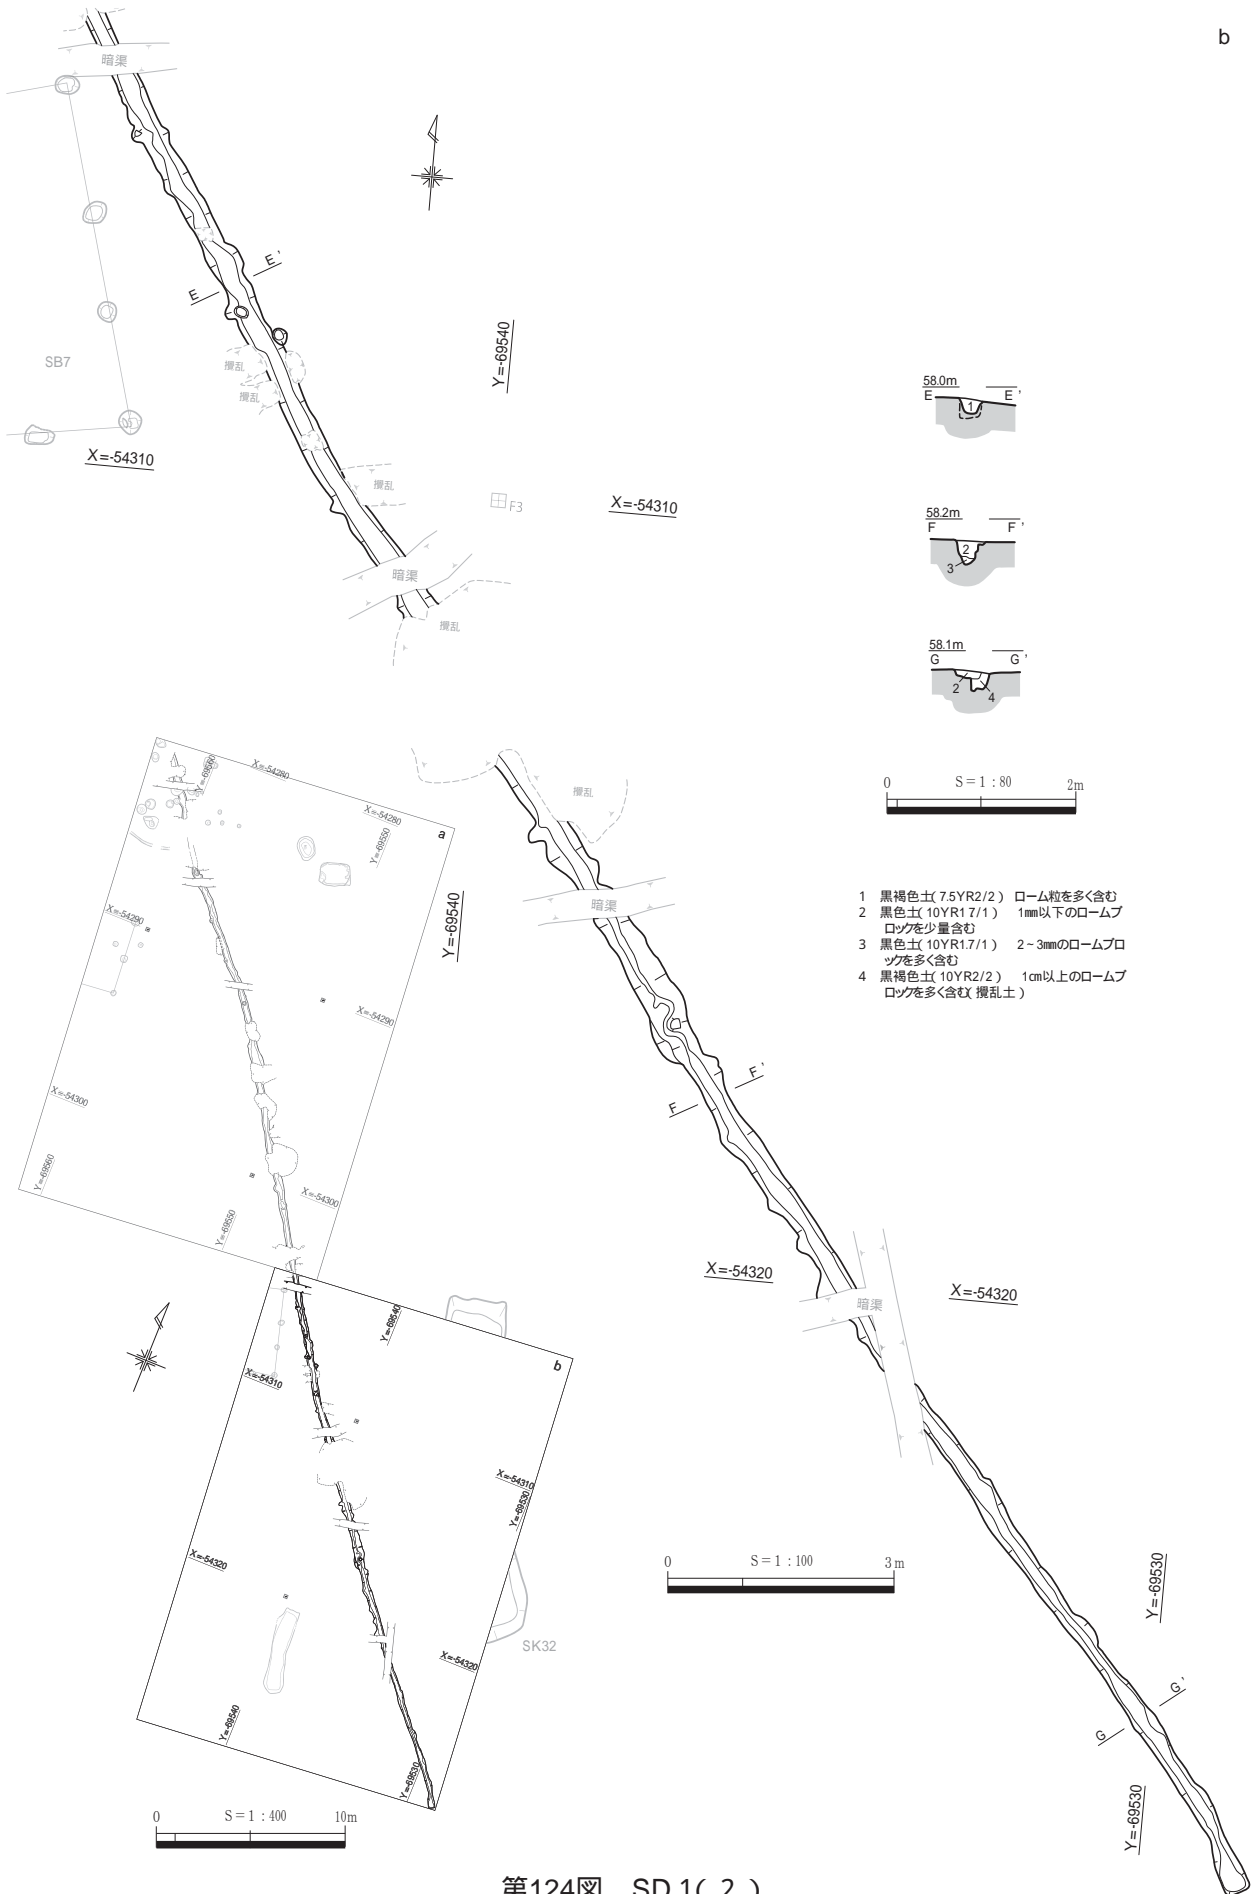 b
暗渠
E'
E
Y=-69540
攪乱
攪乱
SB7
X=-54310
攪乱
F3
X=-54310
暗渠
攪乱
58.0m
E E'
1
58.2m
F F'
2
3
58.1m
G G'
2 4
0 S=1:80 2m
1 黒褐色土(7.5YR2/2) ローム粒を多く含む
2 黒色土(10YR1.7/1) 1mm以下のロームブ
ロックを少量含む
3 黒色土(10YR1.7/1) 2~3mmのロームブロ
ックを多く含む
4 黒褐色土(10YR2/2) 1cm以上のロームブ
ロックを多く含む(攪乱土)
攪乱
Y=-69540
暗渠
F'
F
X=-54320
X=-54320
暗渠
0 S=1:100 3m
Y=-69530
G'
G
Y=-69530
Y=-69560
X=-54280
X=-54280
a
Y=-69550
X=-54290
X=-54290
X=-54300
Y=-69560
X=-54300
Y=-69550
Y=-69540
b
X=-54310
X=-54310
Y=-69530
X=-54320
SK32
X=-54320
Y=-69540
Y=-69530
0 S=1:400 10m
第124図 SD 1( 2 )